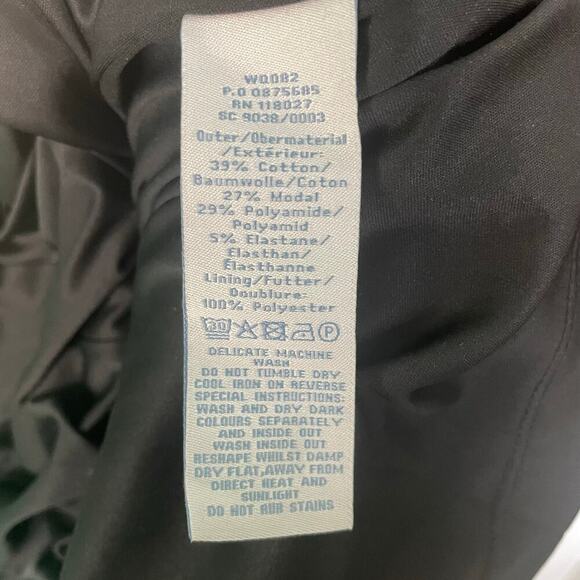 WQ082
P.O 0875685
RN 118027
SC 9038/0003
Outer/Obermaterial
/Extérieur:
39% Cotton/
Baumwolle/Coton
27% Modal
29% Polyamide/
Polyamid
5% Elastane/
Elasthan/
Élasthanne
Lining/Futter/
Doublure:
100% Polyester
30 P
DELICATE MACHINE
WASH
DO NOT TUMBLE DRY
COOL IRON ON REVERSE
SPECIAL INSTRUCTIONS:
WASH AND DRY DARK
COLOURS SEPARATELY
AND INSIDE OUT
WASH INSIDE OUT
RESHAPE WHILST DAMP
DRY FLAT,AWAY FROM
DIRECT HEAT AND
SUNLIGHT
DO NOT RUB STAINS